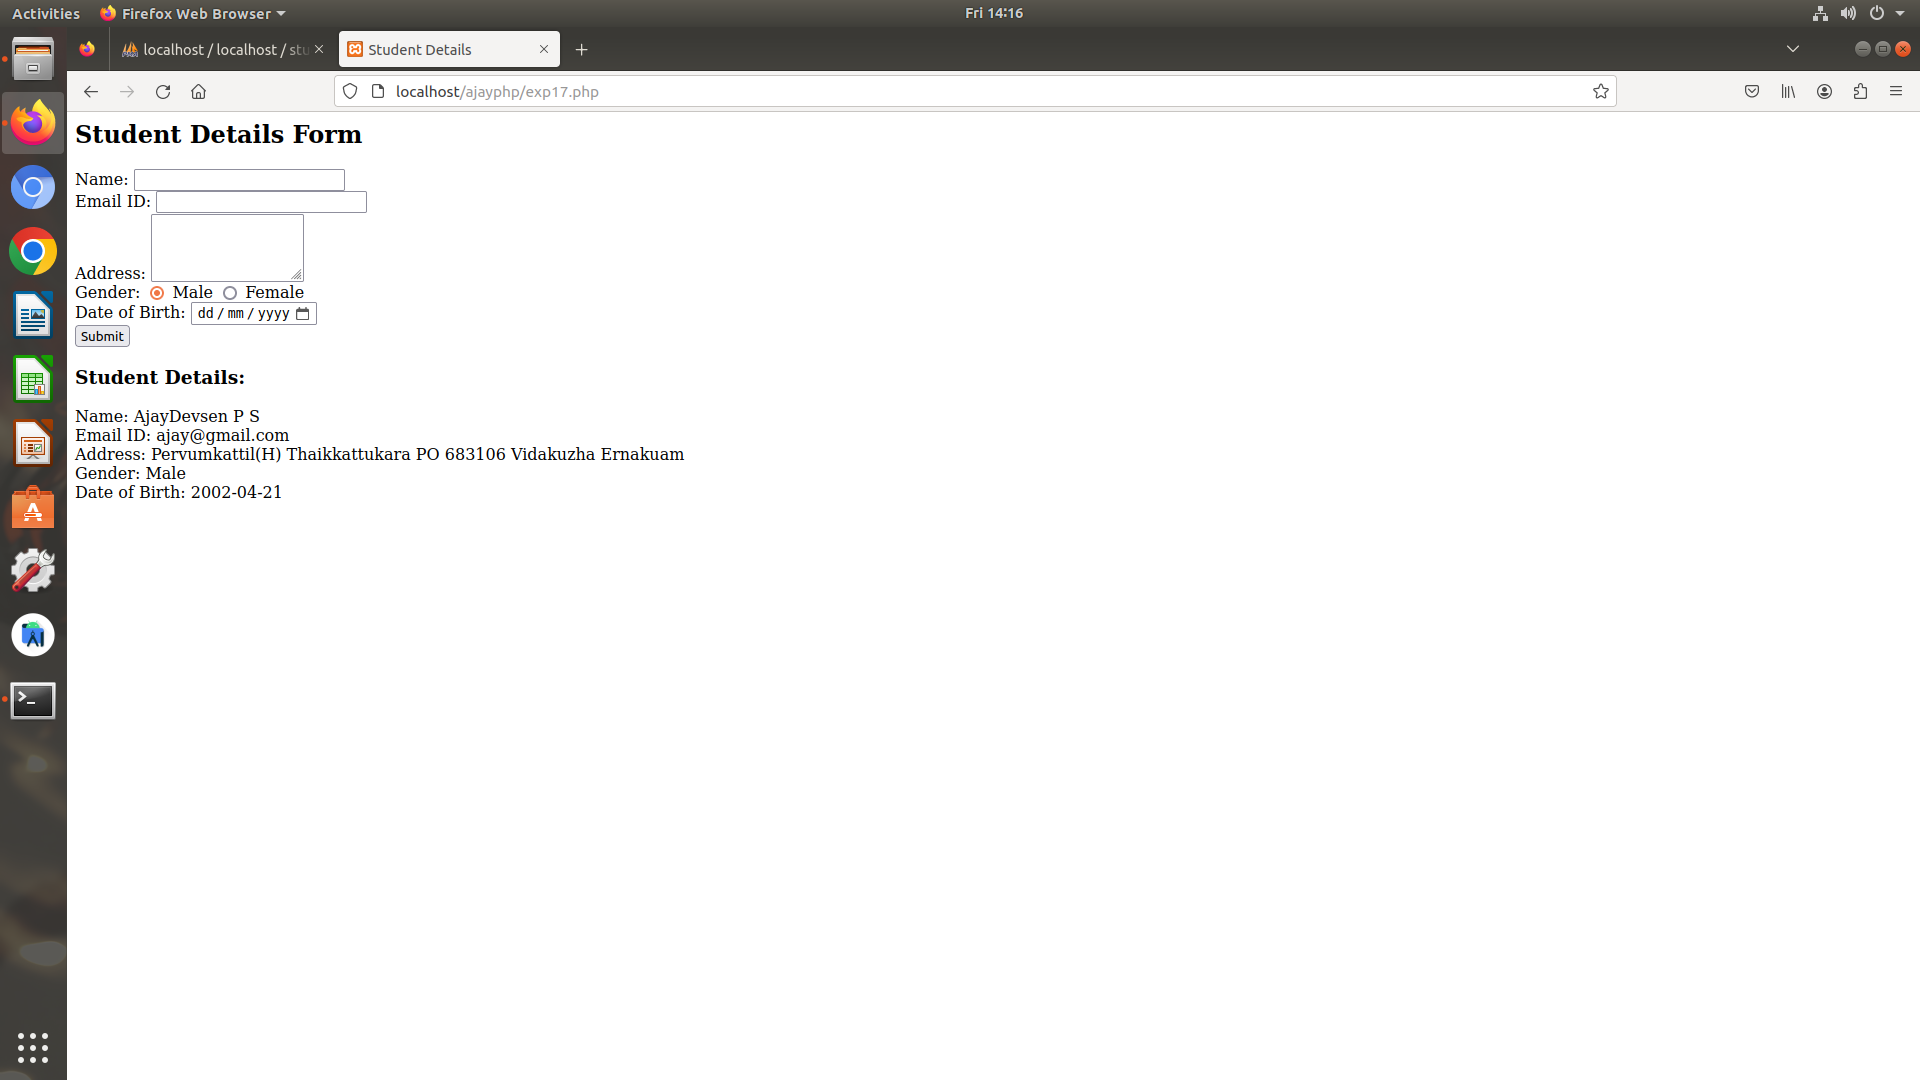 Activities Firefox Web Browser Fri 14:16
localhost / localhost / stu Student Details
localhost/ajayphp/exp17.php
Student Details Form
Name:
Email ID:
Address:
Gender: Male Female
Date of Birth: dd / mm / yyyy
Submit
Student Details:
Name: AjayDevsen P S
Email ID: ajay@gmail.com
Address: Pervumkattil(H) Thaikkattukara PO 683106 Vidakuzha Ernakuam
Gender: Male
Date of Birth: 2002-04-21